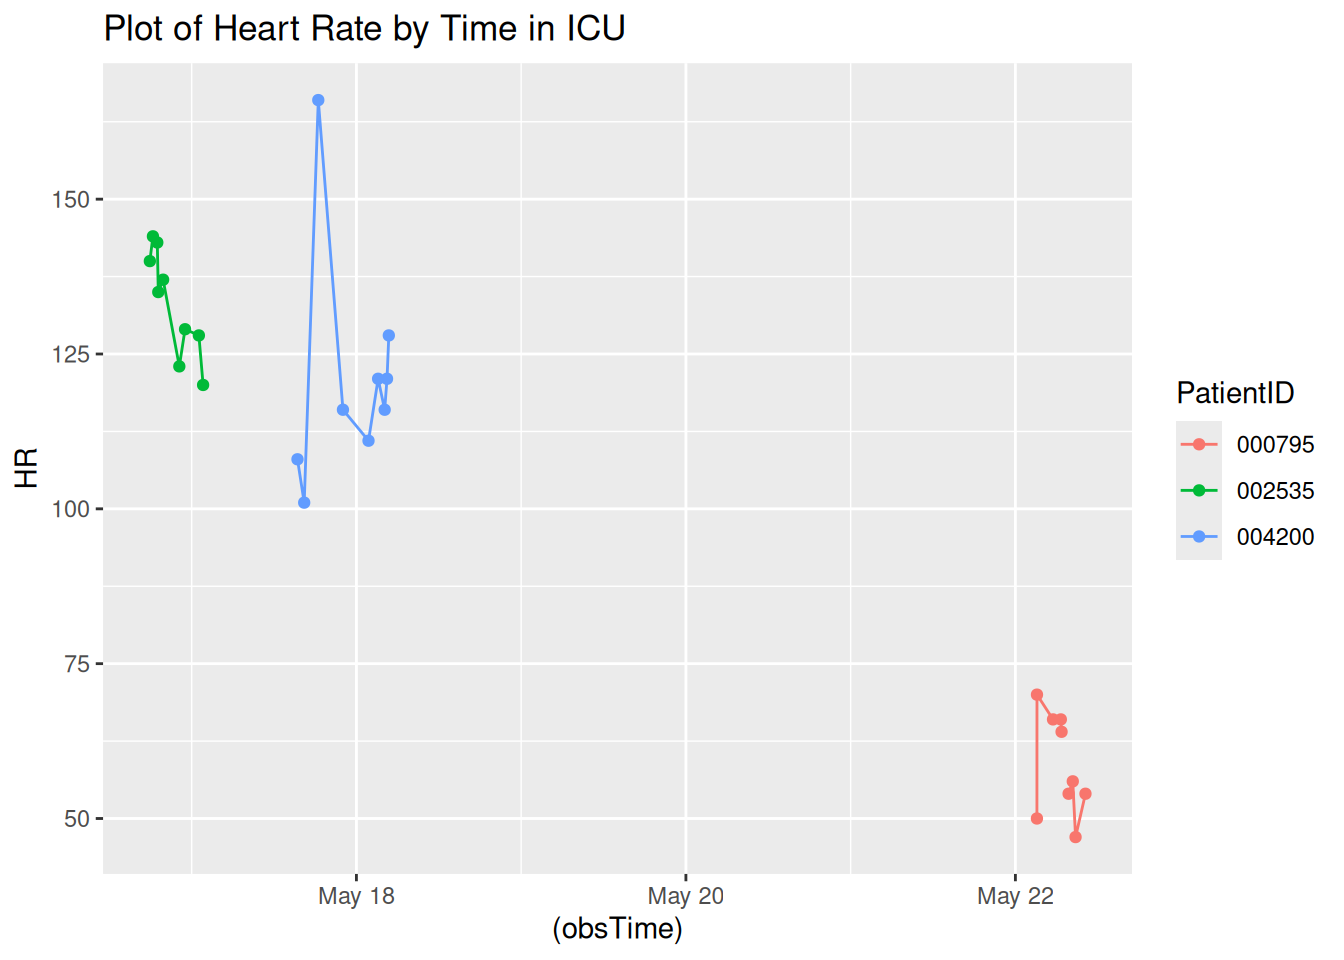 Plot of Heart Rate by Time in ICU
150
125
100
75
50
HR
May 18
May 20
May 22
(obsTime)
PatientID
000795
002535
004200